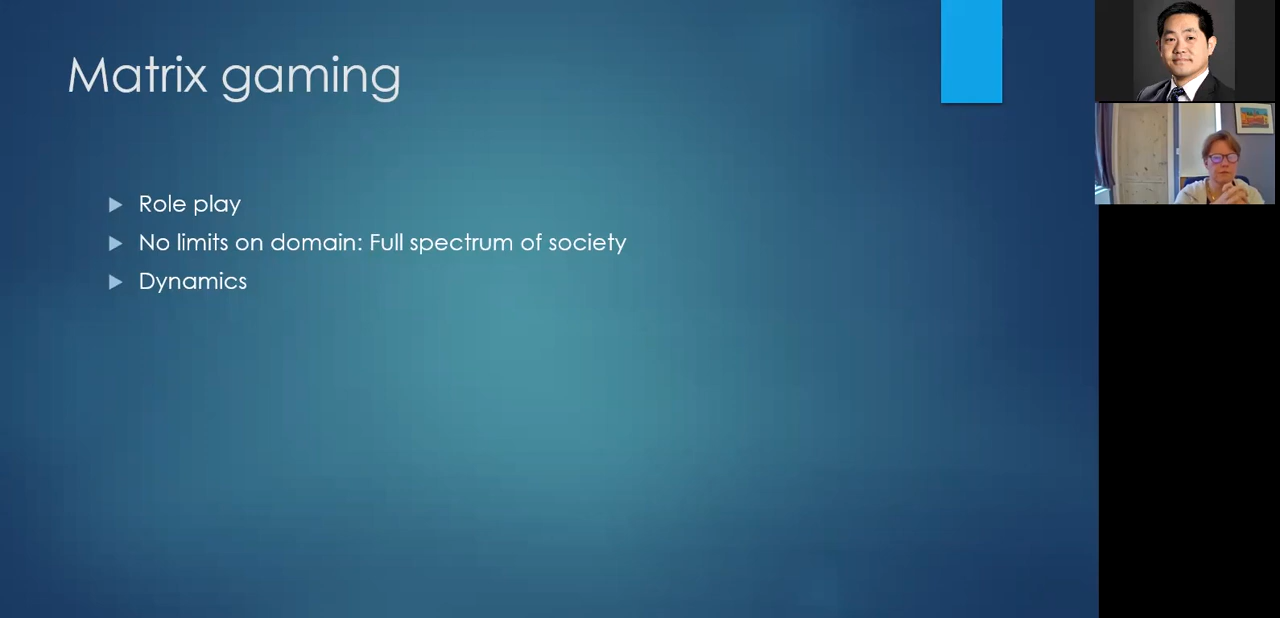 Matrix gaming
Role play
No limits on domain: Full spectrum of society
Dynamics